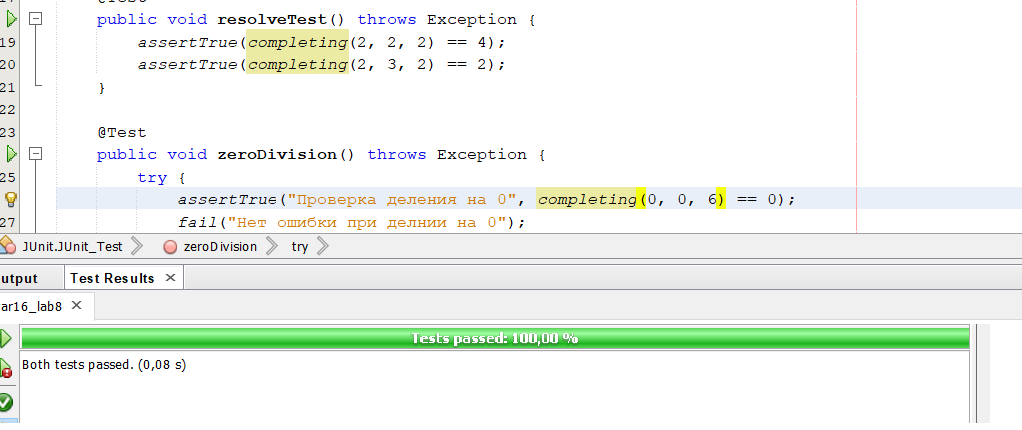 public void resolveTest() throws Exception {
19 assertTrue(completing(2, 2, 2) == 4);
20 assertTrue(completing(2, 3, 2) == 2);
21 }
22
23 @Test
public void zeroDivision() throws Exception {
25 try {
assertTrue("Проверка деления на 0", completing(0, 0, 6) == 0);
27 fail("Нет ошибки при делнии на 0");
JUnit.JUnit_Test zeroDivision try
utput Test Results
ar16_lab8
Tests passed: 100,00 %
Both tests passed. (0,08 s)